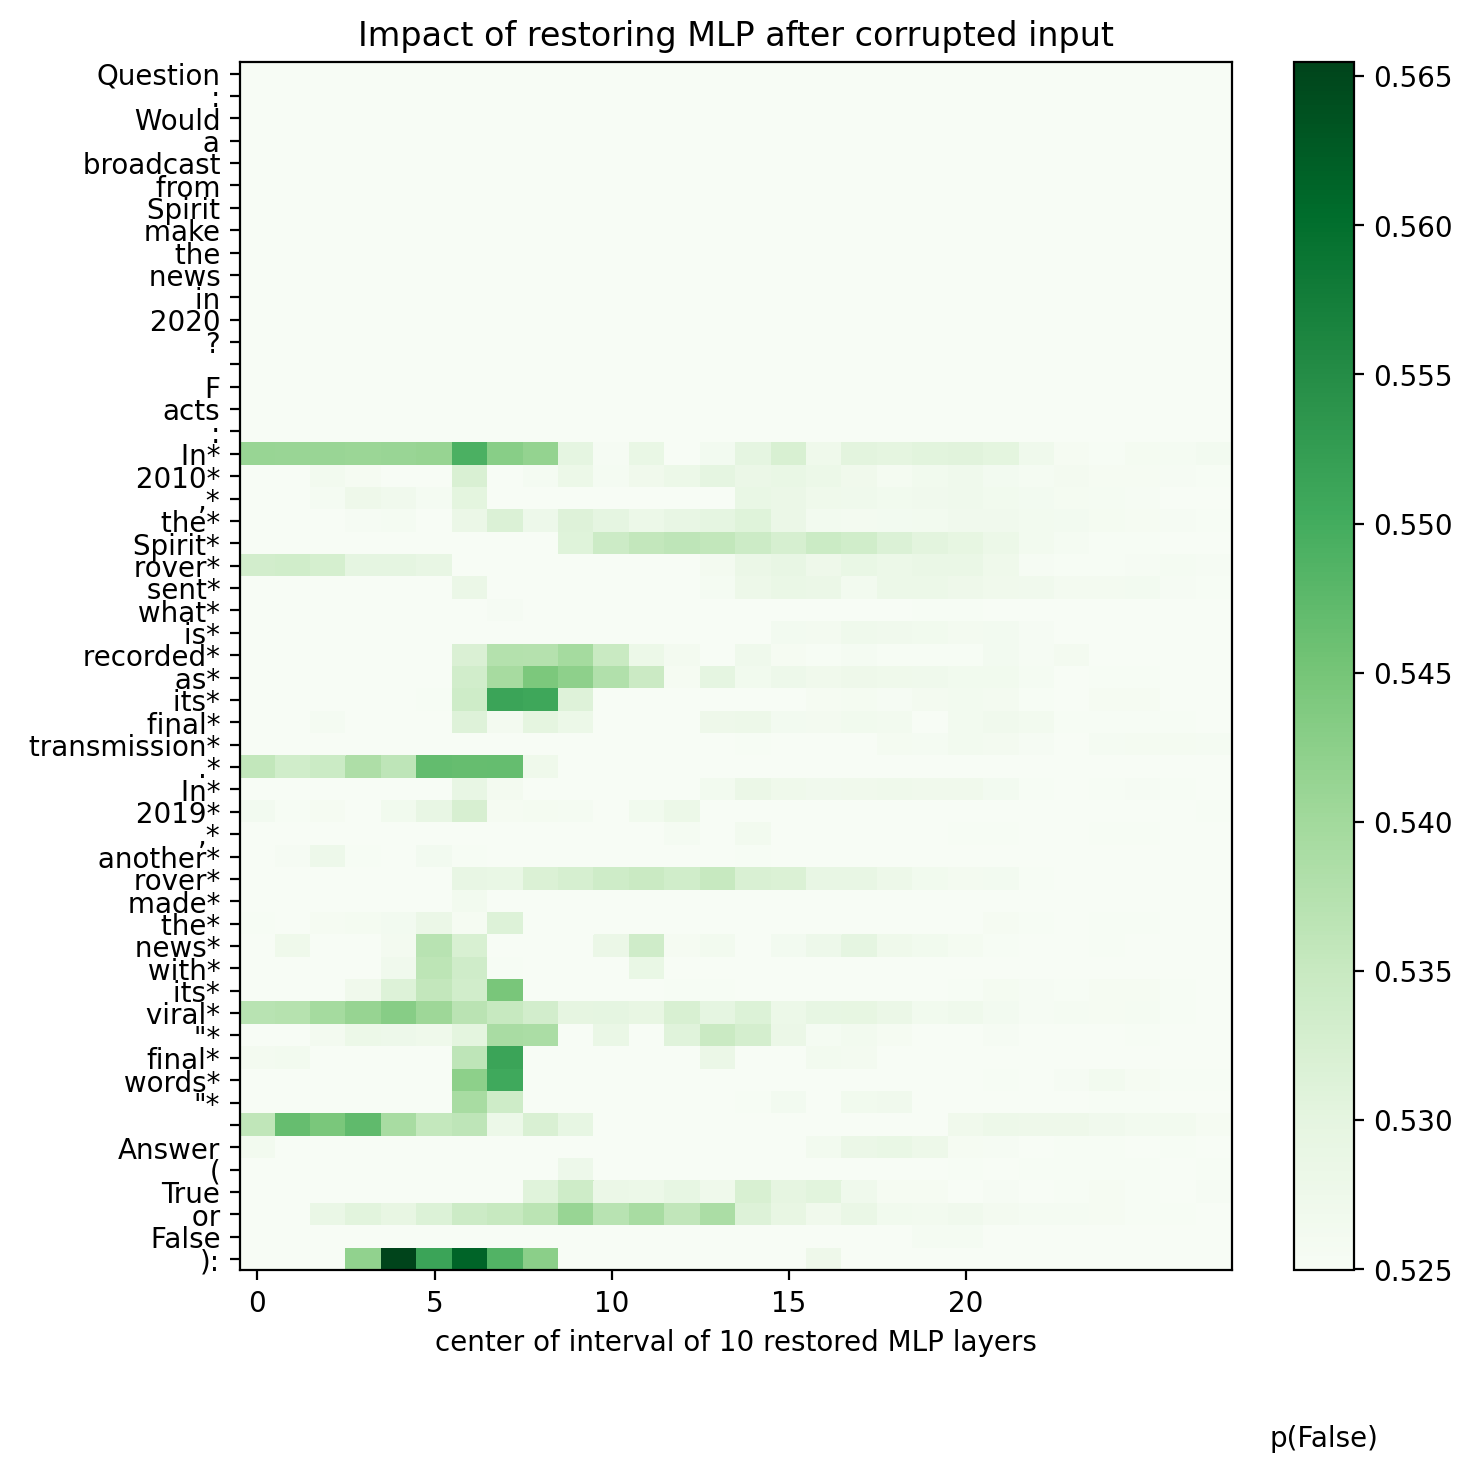 Impact of restoring MLP after corrupted input
Question
:
Would
a
broadcast
from
Spirit
make
the
news
in
2020
?
F
acts
:
In*
2010*
,*
the*
Spirit*
rover*
sent*
what*
is*
recorded*
as*
its*
final*
transmission*
.*
In*
2019*
,*
another*
rover*
made*
the*
news*
with*
its*
viral*
"*
final*
words*
"*
Answer
(
True
or
False
):
0 5 10 15 20
center of interval of 10 restored MLP layers
0.565
0.560
0.555
0.550
0.545
0.540
0.535
0.530
0.525
p(False)